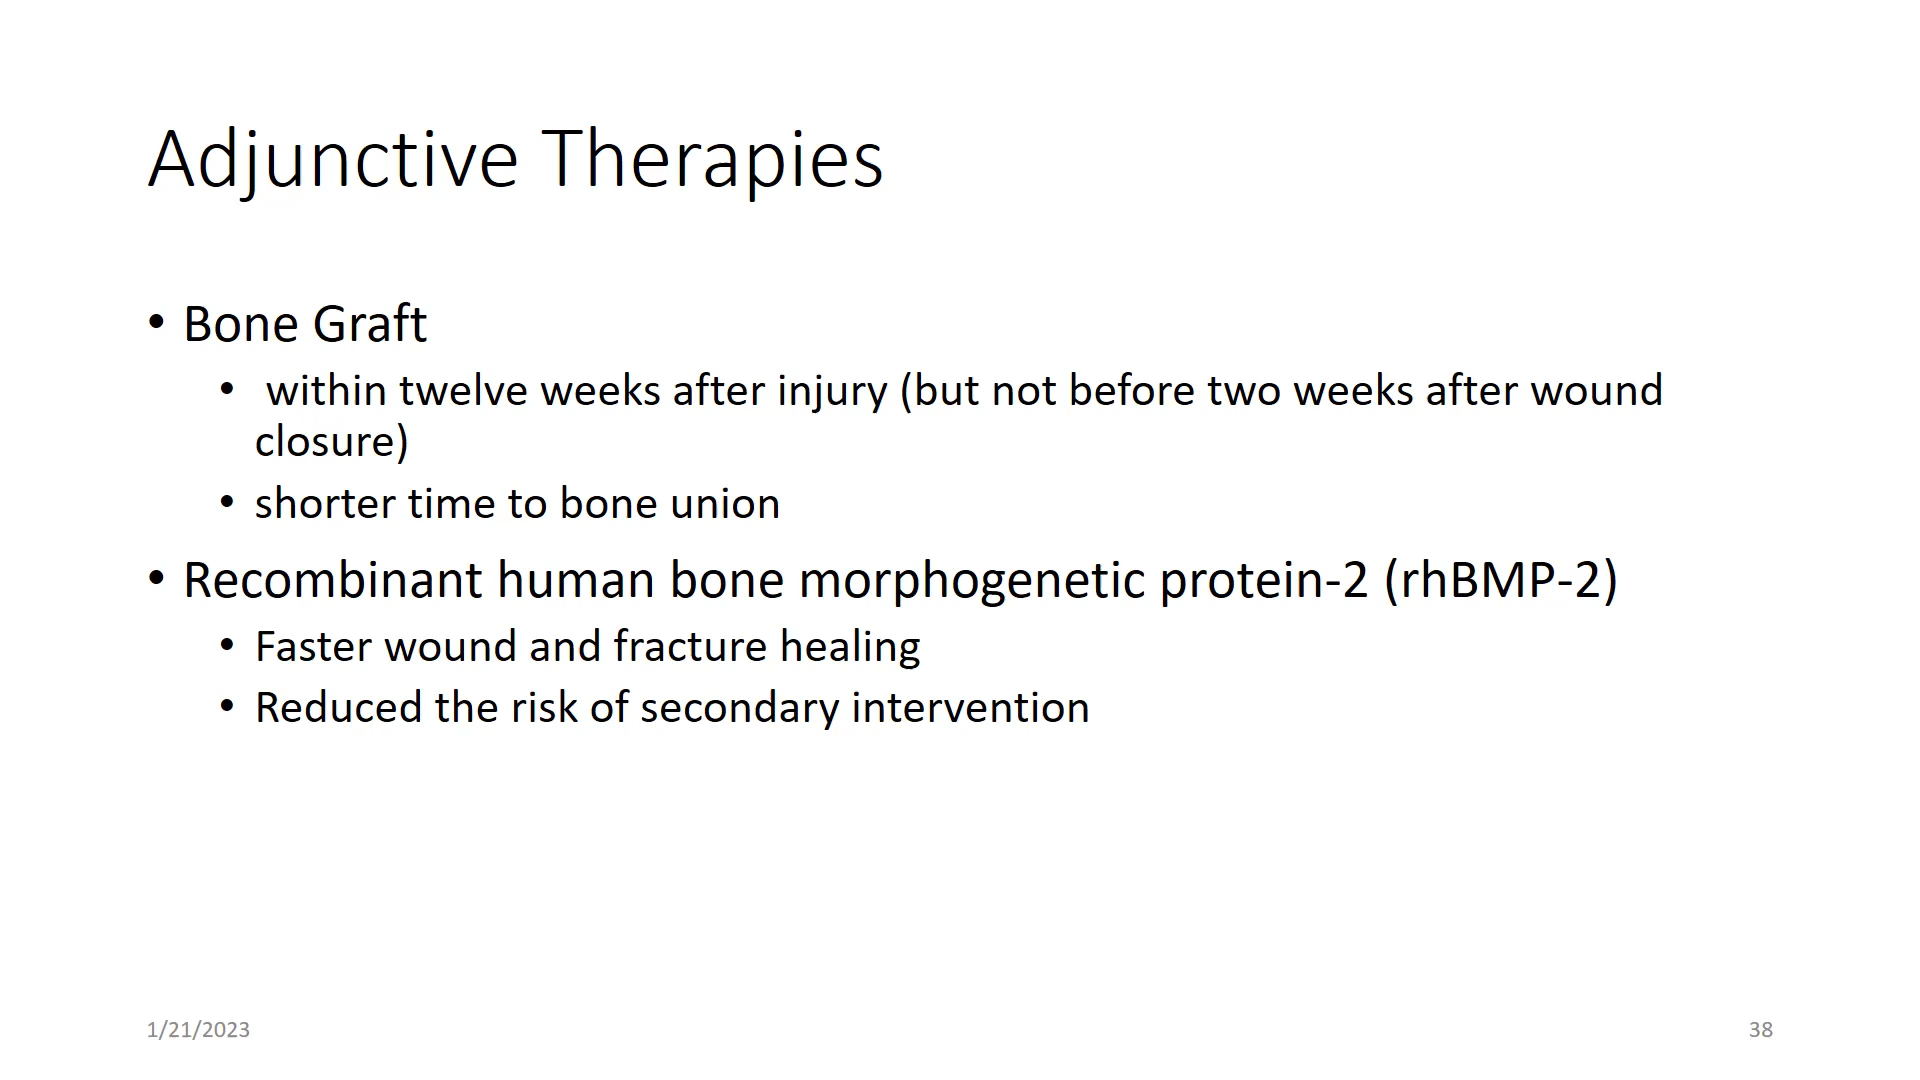 Adjunctive Therapies
• Bone Graft
• within twelve weeks after injury (but not before two weeks after wound
closure)
• shorter time to bone union
• Recombinant human bone morphogenetic protein-2 (rhBMP-2)
• Faster wound and fracture healing
• Reduced the risk of secondary intervention
1/21/2023
38